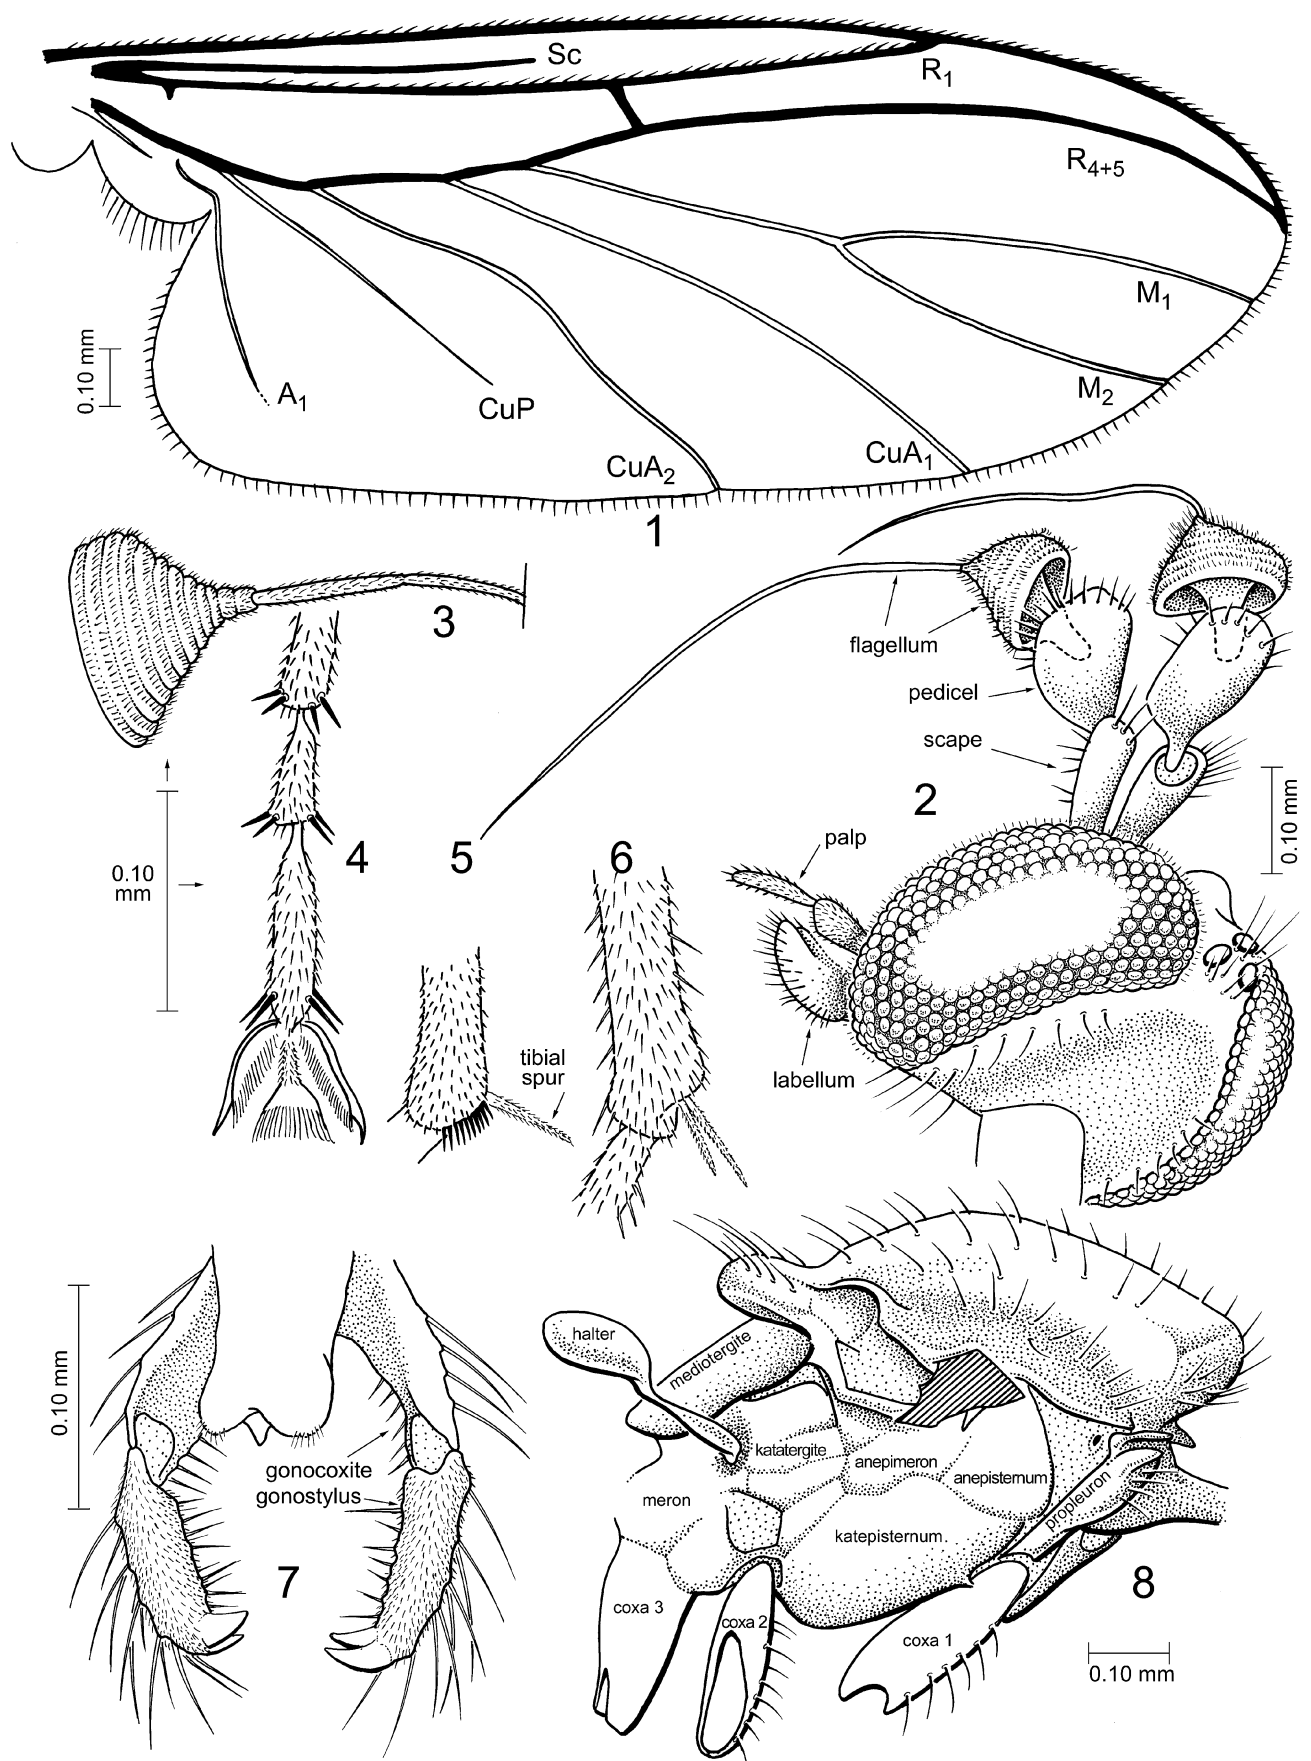 Sc
R1
R4+5
M1
M2
0.10 mm
A1
CuP
CuA2
CuA1
1
3
flagellum
pedicel
scape
2
0.10 mm
4
5
6
palp
0.10
mm
tibial
spur
labellum
0.10 mm
gonocoxite
gonostylus
7
halter
mediotergite
katatergite
anepimeron
anepisternum
meron
propleuron
katepisternum
8
coxa 3
coxa 2
coxa 1
0.10 mm